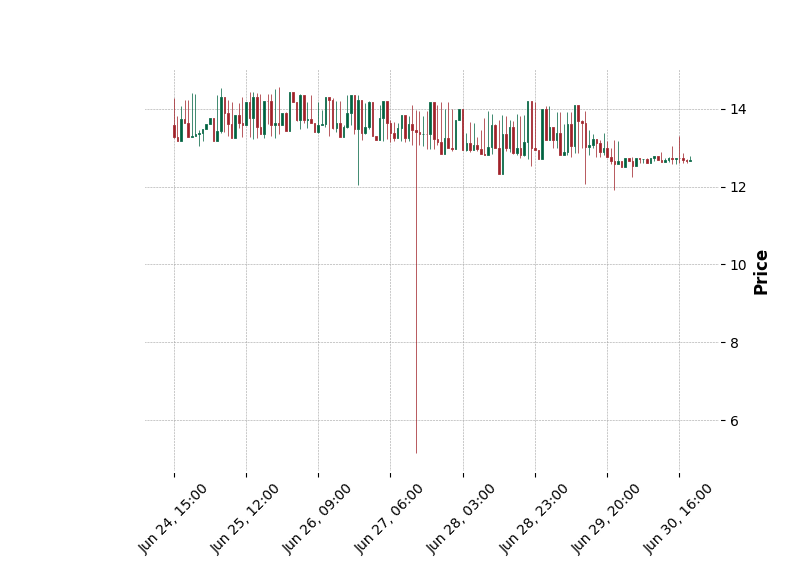 14
12
10
8
6
Price
Jun 24, 15:00
Jun 25, 12:00
Jun 26, 09:00
Jun 27, 06:00
Jun 28, 03:00
Jun 28, 23:00
Jun 29, 20:00
Jun 30, 16:00